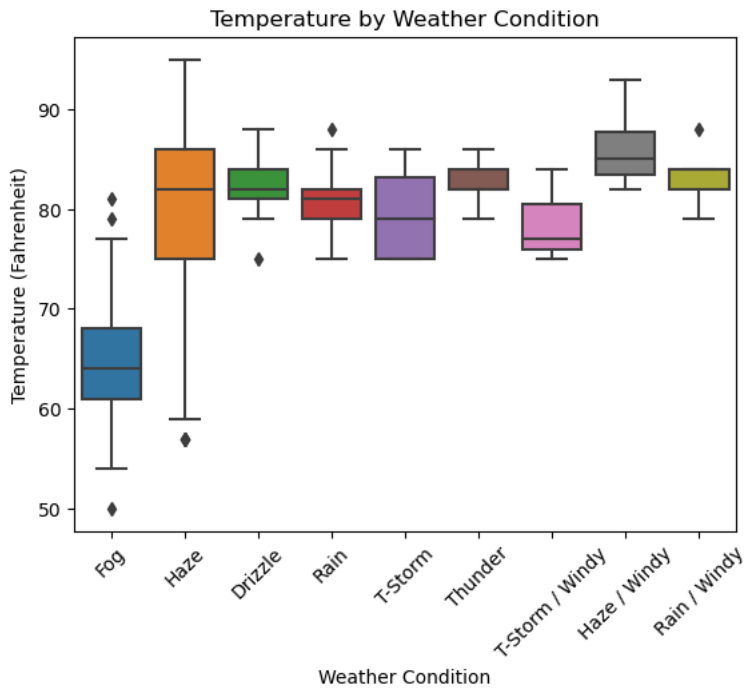 Temperature by Weather Condition
Temperature (Fahrenheit)
90
80
70
60
50
Fog
Haze
Drizzle
Rain
T-Storm
Thunder
T-Storm / Windy
Haze / Windy
Rain / Windy
Weather Condition